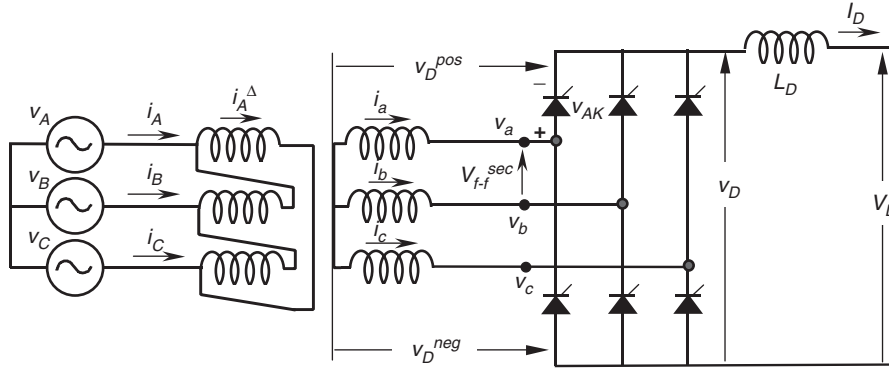 I_D
v_D^pos
L_D
v_A
i_A
i_A^Δ
i_a
v_a
+
−
v_AK
v_B
i_B
i_b
V_f-f^sec
v_b
v_D
v_C
i_C
i_c
v_c
v_D^neg